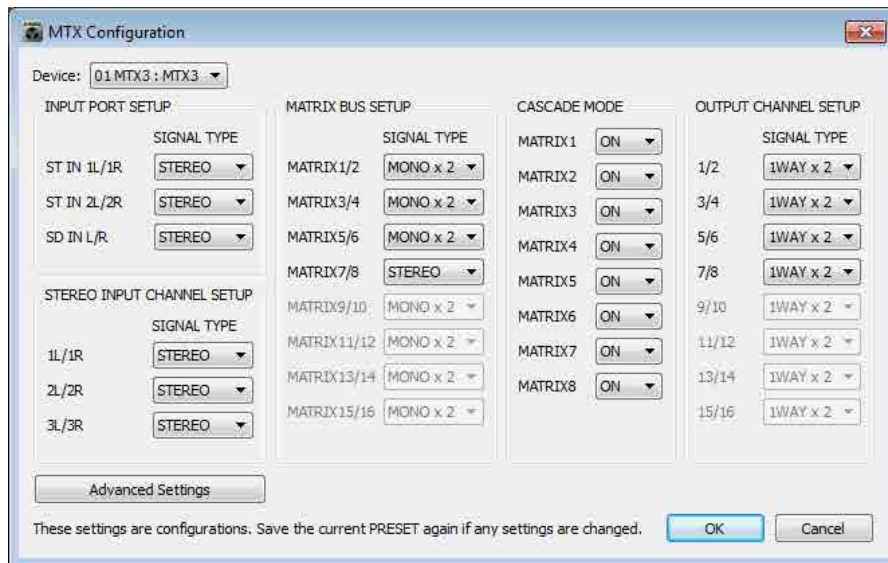 MTX Configuration
Device: 01 MTX3 : MTX3
INPUT PORT SETUP
SIGNAL TYPE
ST IN 1L/1R STEREO
ST IN 2L/2R STEREO
SD IN L/R STEREO
STEREO INPUT CHANNEL SETUP
SIGNAL TYPE
1L/1R STEREO
2L/2R STEREO
3L/3R STEREO
MATRIX BUS SETUP
SIGNAL TYPE
MATRIX1/2 MONO x 2
MATRIX3/4 MONO x 2
MATRIX5/6 MONO x 2
MATRIX7/8 STEREO
MATRIX9/10 MONO x 2
MATRIX11/12 MONO x 2
MATRIX13/14 MONO x 2
MATRIX15/16 MONO x 2
CASCADE MODE
MATRIX1 ON
MATRIX2 ON
MATRIX3 ON
MATRIX4 ON
MATRIX5 ON
MATRIX6 ON
MATRIX7 ON
MATRIX8 ON
OUTPUT CHANNEL SETUP
SIGNAL TYPE
1/2 1WAY x 2
3/4 1WAY x 2
5/6 1WAY x 2
7/8 1WAY x 2
9/10 1WAY x 2
11/12 1WAY x 2
13/14 1WAY x 2
15/16 1WAY x 2
Advanced Settings
These settings are configurations. Save the current PRESET again if any settings are changed.
OK
Cancel